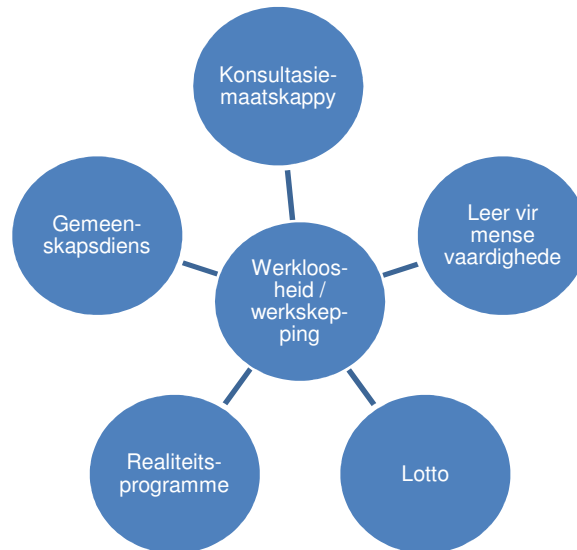 Konsultasie-
maatskappy
Gemeen-
skapsdiens
Leer vir
mense
vaardighede
Werkloos-
heid /
werkskep-
ping
Realiteits-
programme
Lotto